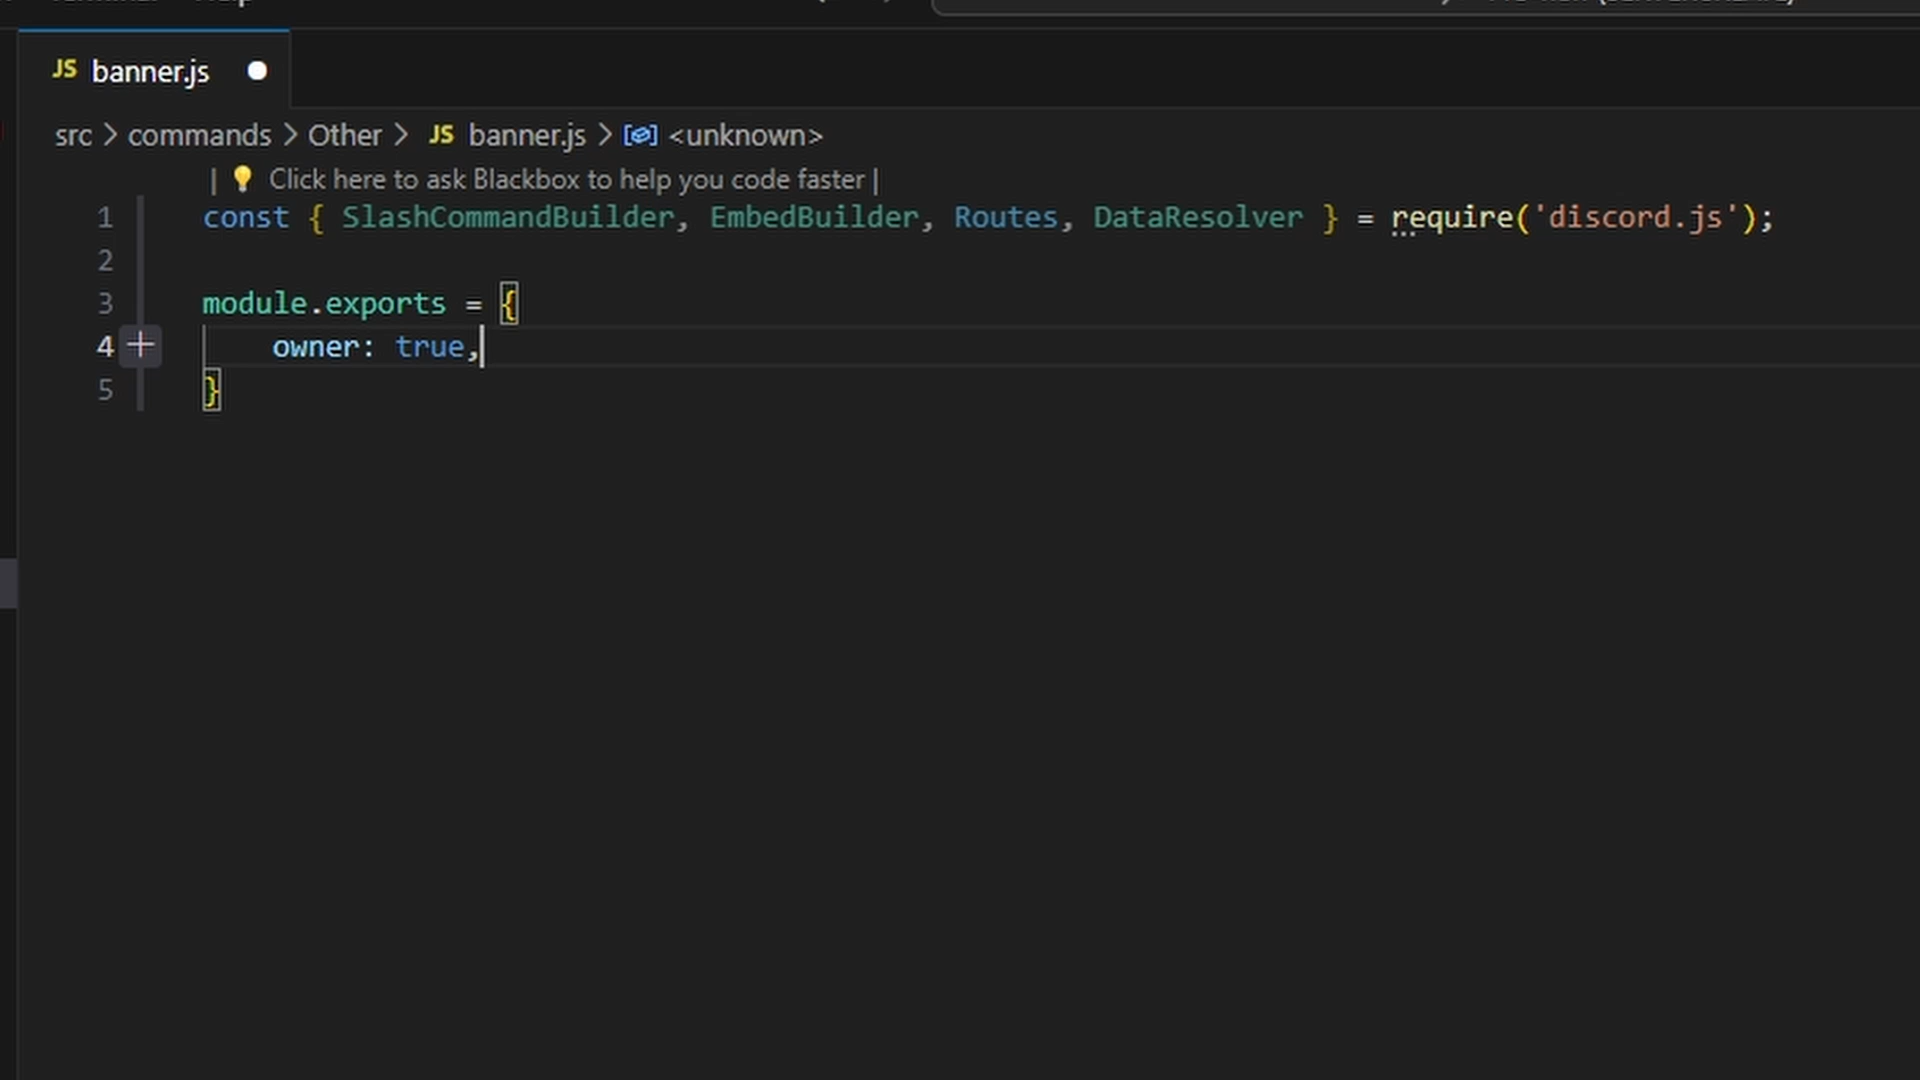 JS banner.js
src > commands > Other > JS banner.js > <unknown>
| 💡 Click here to ask Blackbox to help you code faster |
1 const { SlashCommandBuilder, EmbedBuilder, Routes, DataResolver } = require('discord.js');
2
3 module.exports = {
4 owner: true,
5 }